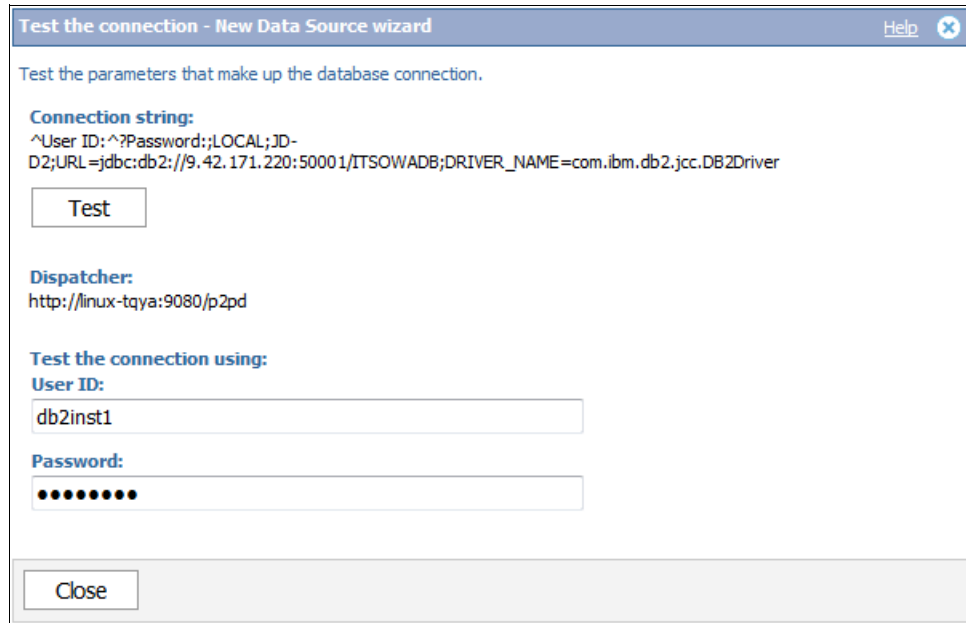 Test the connection - New Data Source wizard Help
Test the parameters that make up the database connection.
Connection string:
^User ID:^?Password:;LOCAL;JD-
D2;URL=jdbc:db2://9.42.171.220:50001/ITSOWADB;DRIVER_NAME=com.ibm.db2.jcc.DB2Driver
Test
Dispatcher:
http://linux-tqya:9080/p2pd
Test the connection using:
User ID:
db2inst1
Password:
●●●●●●●●
Close